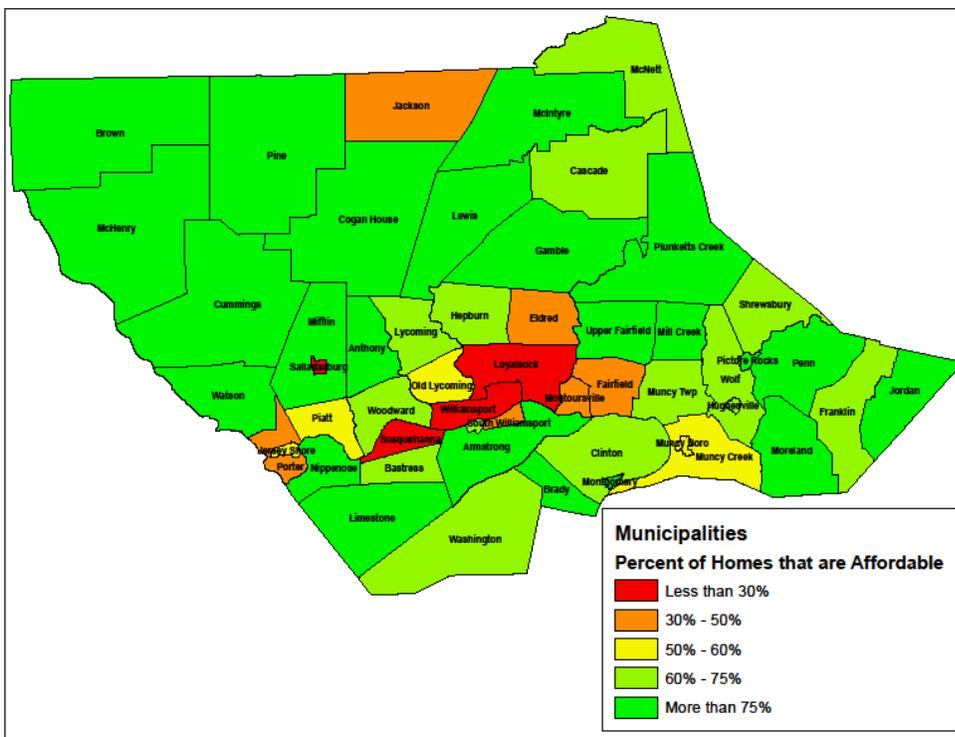 McNett
Jackson
McIntyre
Brown
Pine
Cascade
Cogan House
Lewis
McHenry
Plunketts Creek
Gamble
Cummings
Shrewsbury
Hepburn
Eldred
Mifflin
Lycoming
Upper Fairfield
Mill Creek
Anthony
Picture Rocks
Penn
Loyalsock
Salladasburg
Wolf
Old Lycoming
Fairfield
Muncy Twp
Jordan
Watson
Montoursville
Hughesville
Woodward
Williamsport
Franklin
Piatt
South Williamsport
Susquehanna
Muncy Boro
Armstrong
Jersey Shore
Clinton
Moreland
Muncy Creek
Porter
Nippenose
Bastress
Montgomery
Brady
Limestone
Washington
Municipalities
Percent of Homes that are Affordable
Less than 30%
30% - 50%
50% - 60%
60% - 75%
More than 75%